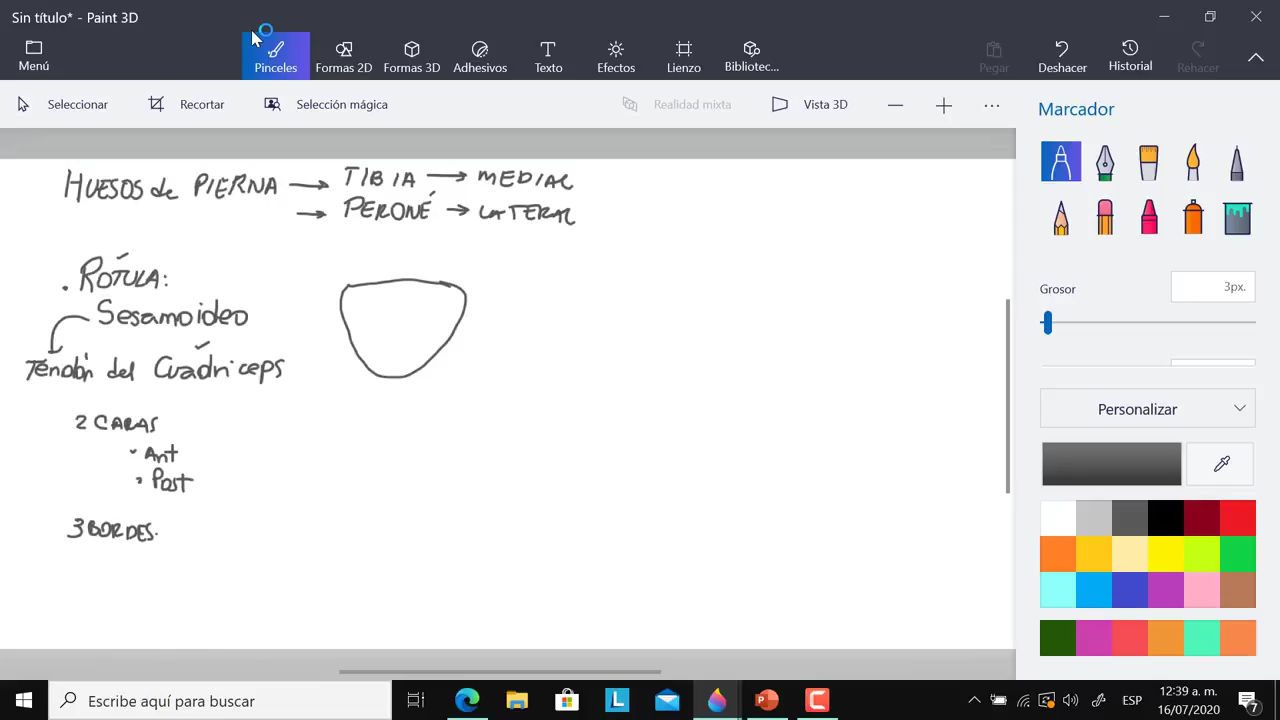 Sin título* - Paint 3D
Menú
Pinceles
Formas 2D
Formas 3D
Adhesivos
Texto
Efectos
Lienzo
Bibliotec...
Pegar
Deshacer
Historial
Rehacer
Seleccionar
Recortar
Selección mágica
Realidad mixta
Vista 3D
Marcador
Grosor
3px.
Personalizar
HUESOS de PIERNA → TIBIA → MEDIAL
→ PERONÉ → LATERAL
. RÓTULA:
Sesamoideo
Tendón del Cuádriceps
2 CARAS
• Ant
• Post
3 BORDES.
Escribe aquí para buscar
L
ESP
12:39 a. m.
16/07/2020
7